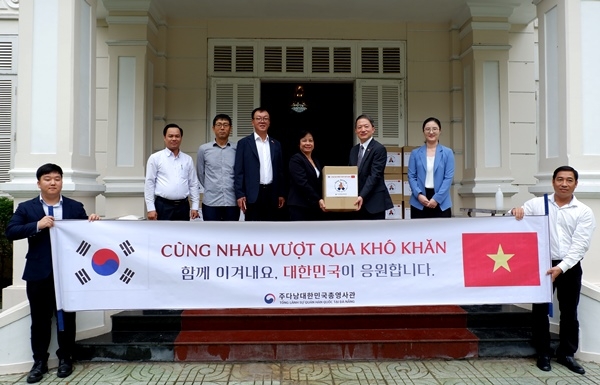 CÙNG NHAU VƯỢT QUA KHÓ KHĂN
함께 이겨내요, 대한민국이 응원합니다.
주다낭대한민국총영사관
TỔNG LÃNH SỰ QUÁN HÀN QUỐC TẠI ĐÀ NẴNG